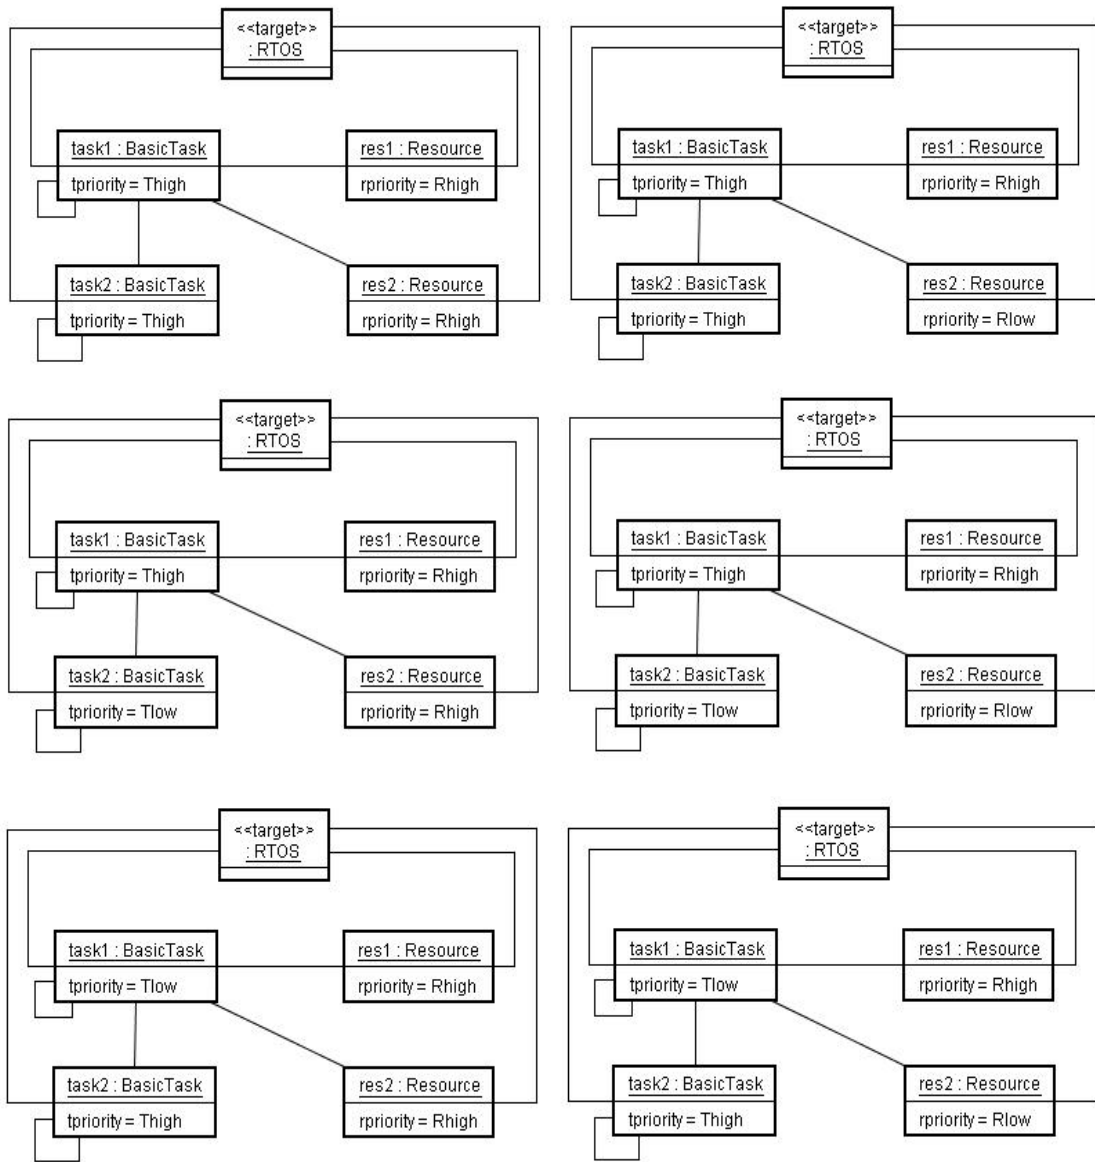 <<target>>
: RTOS
task1 : BasicTask
tpriority = Thigh
res1 : Resource
rpriority = Rhigh
task2 : BasicTask
tpriority = Thigh
res2 : Resource
rpriority = Rhigh
<<target>>
: RTOS
task1 : BasicTask
tpriority = Thigh
res1 : Resource
rpriority = Rhigh
task2 : BasicTask
tpriority = Thigh
res2 : Resource
rpriority = Rlow
<<target>>
: RTOS
task1 : BasicTask
tpriority = Thigh
res1 : Resource
rpriority = Rhigh
task2 : BasicTask
tpriority = Tlow
res2 : Resource
rpriority = Rhigh
<<target>>
: RTOS
task1 : BasicTask
tpriority = Thigh
res1 : Resource
rpriority = Rhigh
task2 : BasicTask
tpriority = Tlow
res2 : Resource
rpriority = Rlow
<<target>>
: RTOS
task1 : BasicTask
tpriority = Tlow
res1 : Resource
rpriority = Rhigh
task2 : BasicTask
tpriority = Thigh
res2 : Resource
rpriority = Rhigh
<<target>>
: RTOS
task1 : BasicTask
tpriority = Tlow
res1 : Resource
rpriority = Rhigh
task2 : BasicTask
tpriority = Thigh
res2 : Resource
rpriority = Rlow